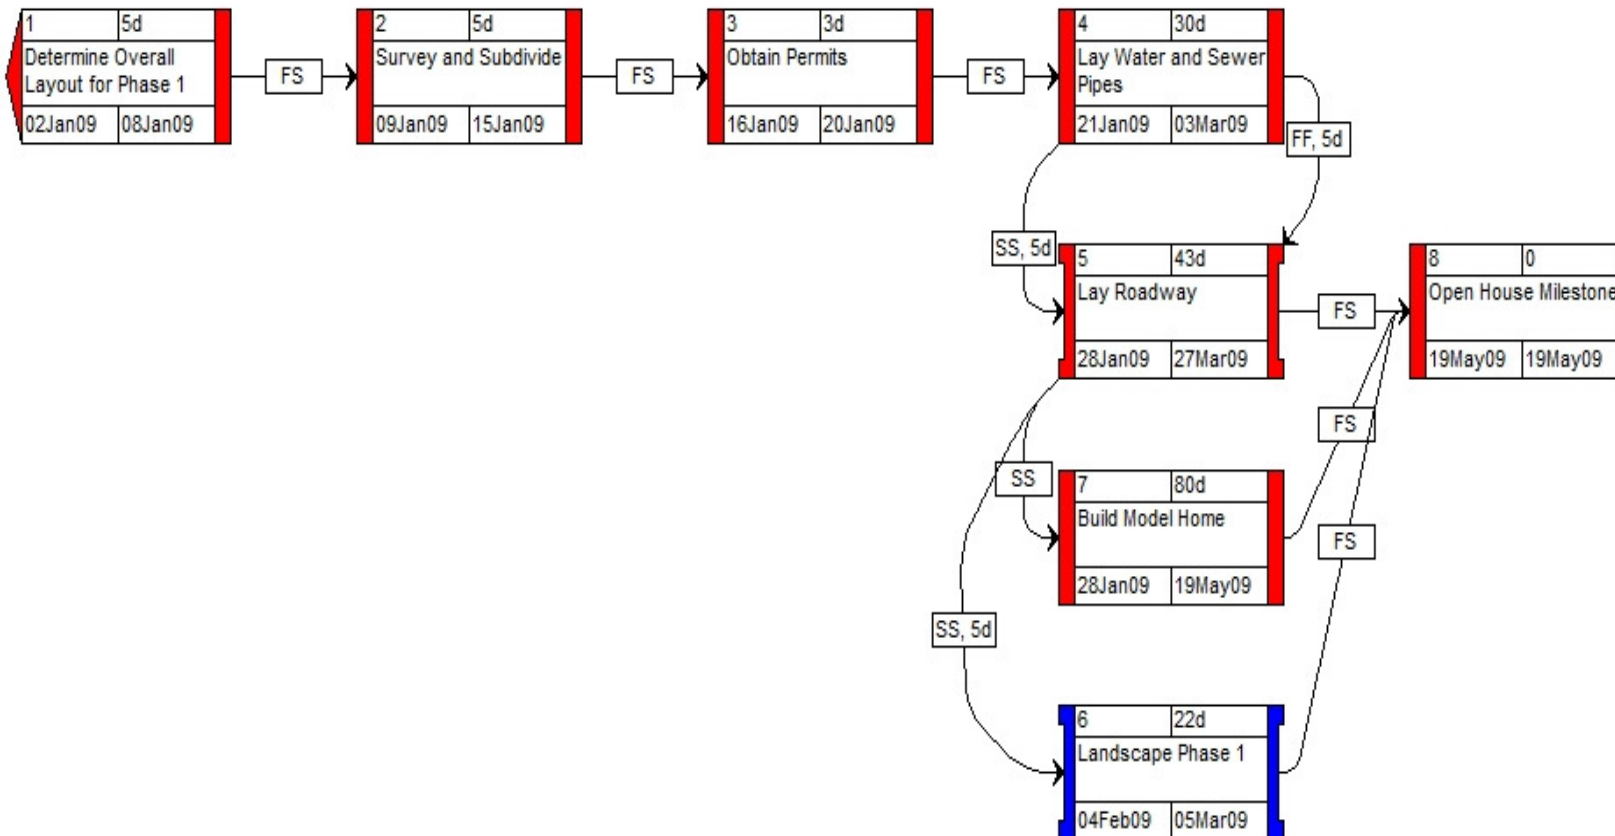 1 5d
Determine Overall
Layout for Phase 1
02Jan09 08Jan09
FS
2 5d
Survey and Subdivide
09Jan09 15Jan09
FS
3 3d
Obtain Permits
16Jan09 20Jan09
FS
4 30d
Lay Water and Sewer
Pipes
21Jan09 03Mar09
FF, 5d
SS, 5d
5 43d
Lay Roadway
28Jan09 27Mar09
FS
8 0
Open House Milestone
19May09 19May09
FS
SS
7 80d
Build Model Home
28Jan09 19May09
FS
SS, 5d
6 22d
Landscape Phase 1
04Feb09 05Mar09